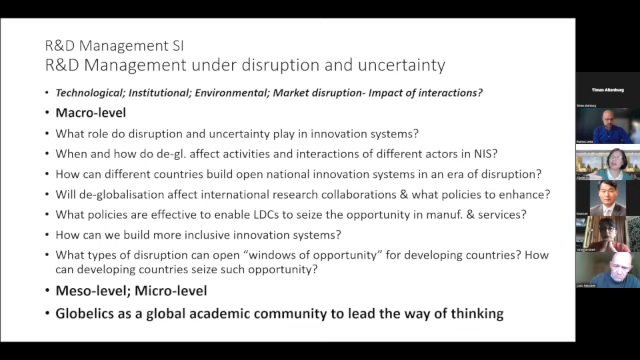 R&D Management SI
R&D Management under disruption and uncertainty
• Technological; Institutional; Environmental; Market disruption- Impact of interactions?
• Macro-level
• What role do disruption and uncertainty play in innovation systems?
• When and how do de-gl. affect activities and interactions of different actors in NIS?
• How can different countries build open national innovation systems in an era of disruption?
• Will de-globalisation affect international research collaborations & what policies to enhance?
• What policies are effective to enable LDCs to seize the opportunity in manuf. & services?
• How can we build more inclusive innovation systems?
• What types of disruption can open "windows of opportunity" for developing countries? How
can developing countries seize such opportunity?
• Meso-level; Micro-level
• Globelics as a global academic community to lead the way of thinking
Tilman Altenburg